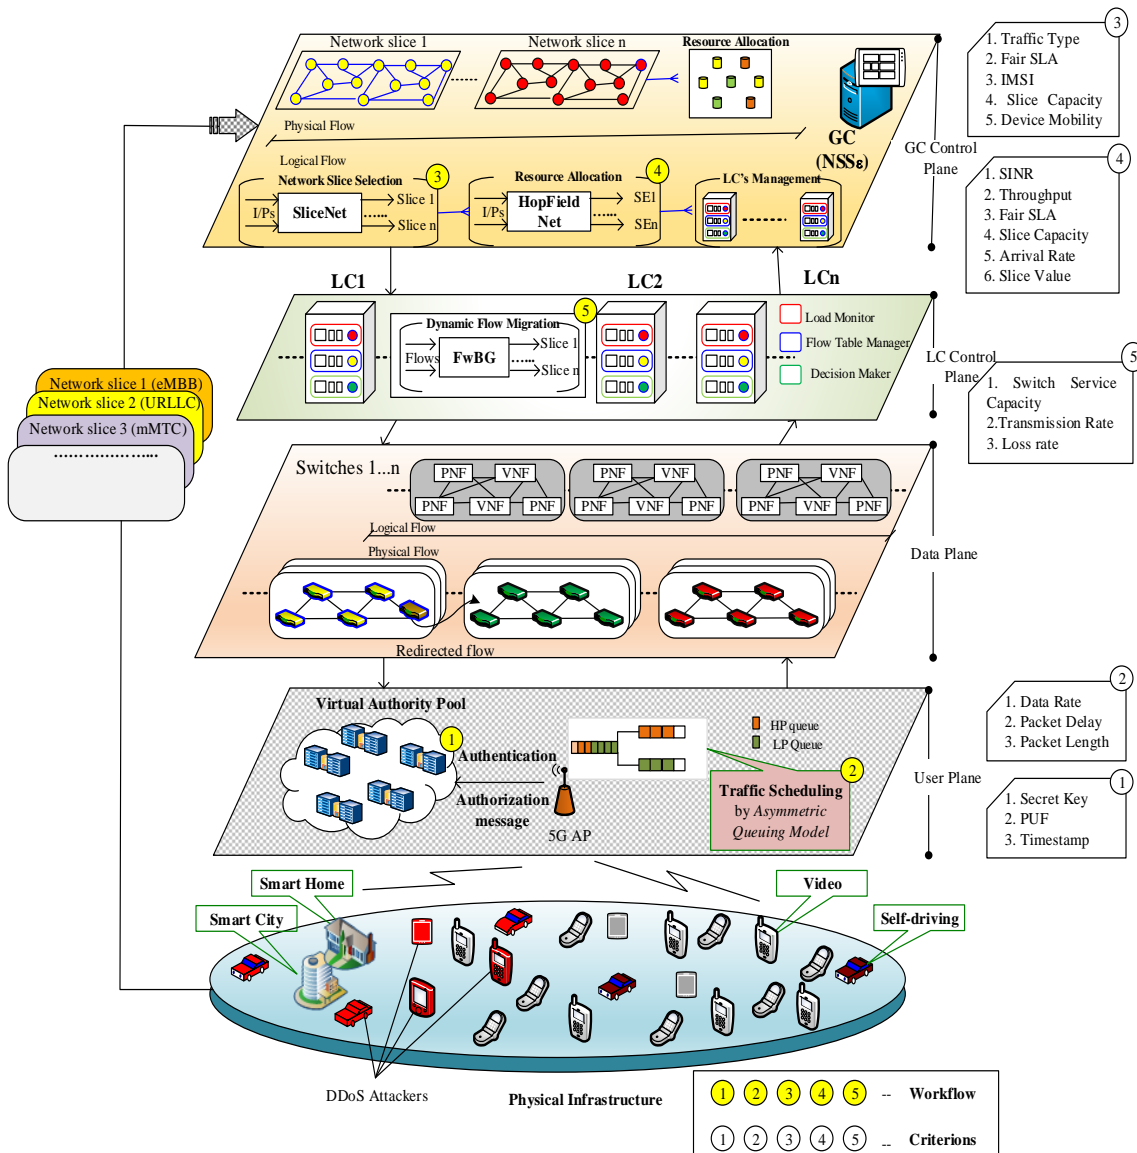 Network slice 1
Network slice n
Resource Allocation
Physical Flow
GC
(NSSε)
Logical Flow
Network Slice Selection
3
I/Ps
SliceNet
Slice 1
......
Slice n
Resource Allocation
4
I/Ps
HopField
Net
SE1
......
SEn
LC's Management
GC Control
Plane
3
1. Traffic Type
2. Fair SLA
3. IMSI
4. Slice Capacity
5. Device Mobility
4
1. SINR
2. Throughput
3. Fair SLA
4. Slice Capacity
5. Arrival Rate
6. Slice Value
LC1
LC2
LCn
5
Dynamic Flow Migration
Flows
FwBG
Slice 1
......
Slice n
Load Monitor
Flow Table Manager
Decision Maker
LC Control
Plane
5
1. Switch Service
Capacity
2.Transmission Rate
3. Loss rate
Network slice 1 (eMBB)
Network slice 2 (URLLC)
Network slice 3 (mMTC)
.....................
Switches 1...n
PNF VNF
PNF VNF PNF
PNF VNF
PNF VNF PNF
PNF VNF
PNF VNF PNF
Logical Flow
Physical Flow
Redirected flow
Data Plane
Virtual Authority Pool
1
Authentication
Authorization
message
5G AP
HP queue
LP Queue
2
Traffic Scheduling
by Asymmetric
Queuing Model
User Plane
2
1. Data Rate
2. Packet Delay
3. Packet Length
1
1. Secret Key
2. PUF
3. Timestamp
Smart Home
Smart City
Video
Self-driving
DDoS Attackers
Physical Infrastructure
1 2 3 4 5 -- Workflow
1 2 3 4 5 -- Criterions